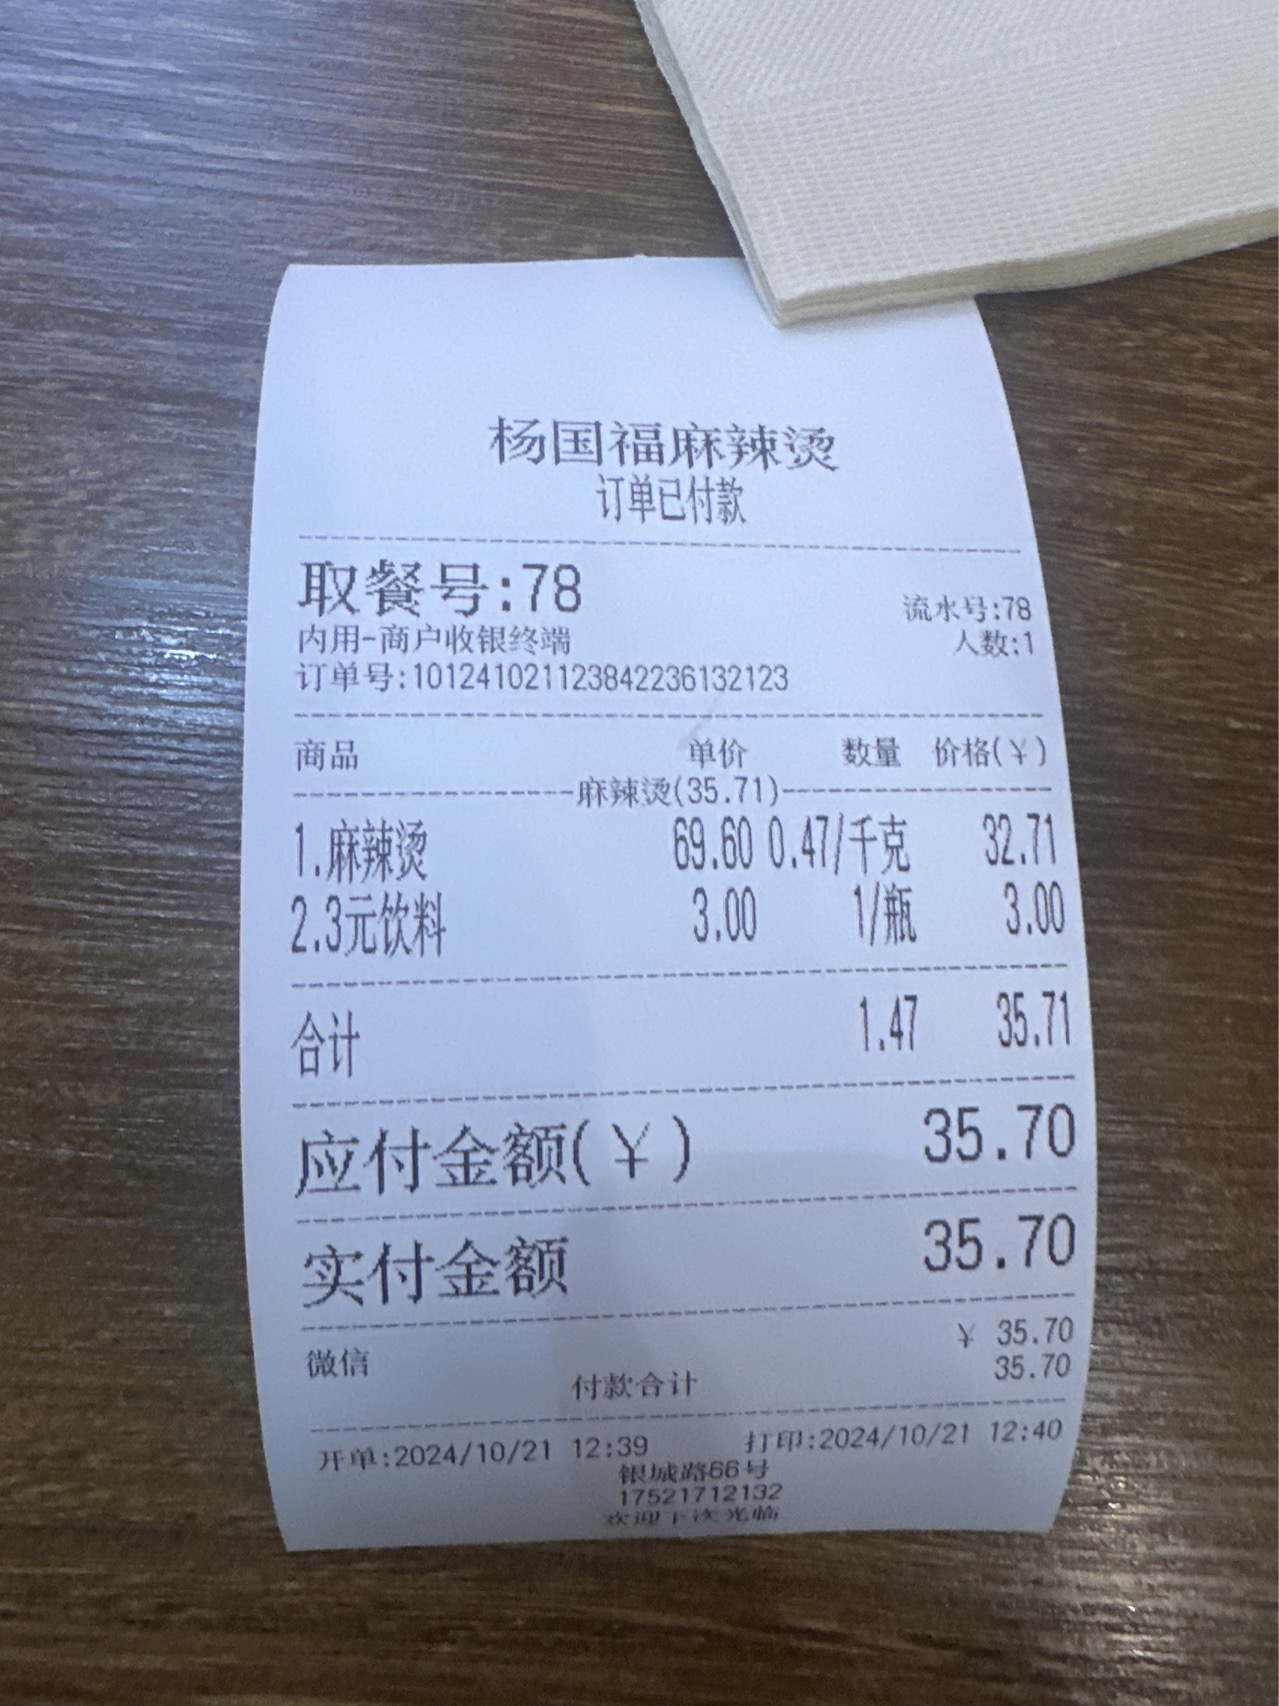 杨国福麻辣烫
订单已付款
取餐号:78
流水号:78
内用-商户收银终端
人数:1
订单号:101241021123842236132123
商品 单价 数量 价格(¥)
麻辣烫(35.71)
1.麻辣烫 69.60 0.47/千克 32.71
2.3元饮料 3.00 1/瓶 3.00
合计 1.47 35.71
应付金额(¥) 35.70
实付金额 35.70
微信 ¥ 35.70
付款合计 35.70
开单:2024/10/21 12:39 打印:2024/10/21 12:40
银城路66号
17521712132
欢迎下次光临